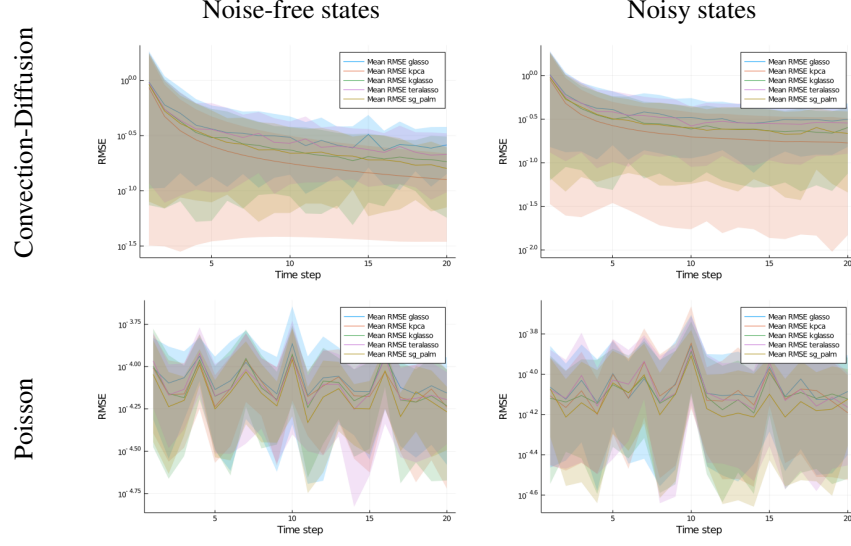 Noise-free states
Noisy states
Convection-Diffusion
RMSE
10^0.0
10^-0.5
10^-1.0
10^-1.5
Mean RMSE glasso
Mean RMSE kpca
Mean RMSE kglasso
Mean RMSE teralasso
Mean RMSE sg_palm
5
10
15
20
Time step
RMSE
10^0.0
10^-0.5
10^-1.0
10^-1.5
10^-2.0
Mean RMSE glasso
Mean RMSE kpca
Mean RMSE kglasso
Mean RMSE teralasso
Mean RMSE sg_palm
5
10
15
20
Time step
Poisson
RMSE
10^-3.75
10^-4.00
10^-4.25
10^-4.50
10^-4.75
Mean RMSE glasso
Mean RMSE kpca
Mean RMSE kglasso
Mean RMSE teralasso
Mean RMSE sg_palm
5
10
15
20
Time step
RMSE
10^-3.8
10^-4.0
10^-4.2
10^-4.4
10^-4.6
Mean RMSE glasso
Mean RMSE kpca
Mean RMSE kglasso
Mean RMSE teralasso
Mean RMSE sg_palm
5
10
15
20
Time step